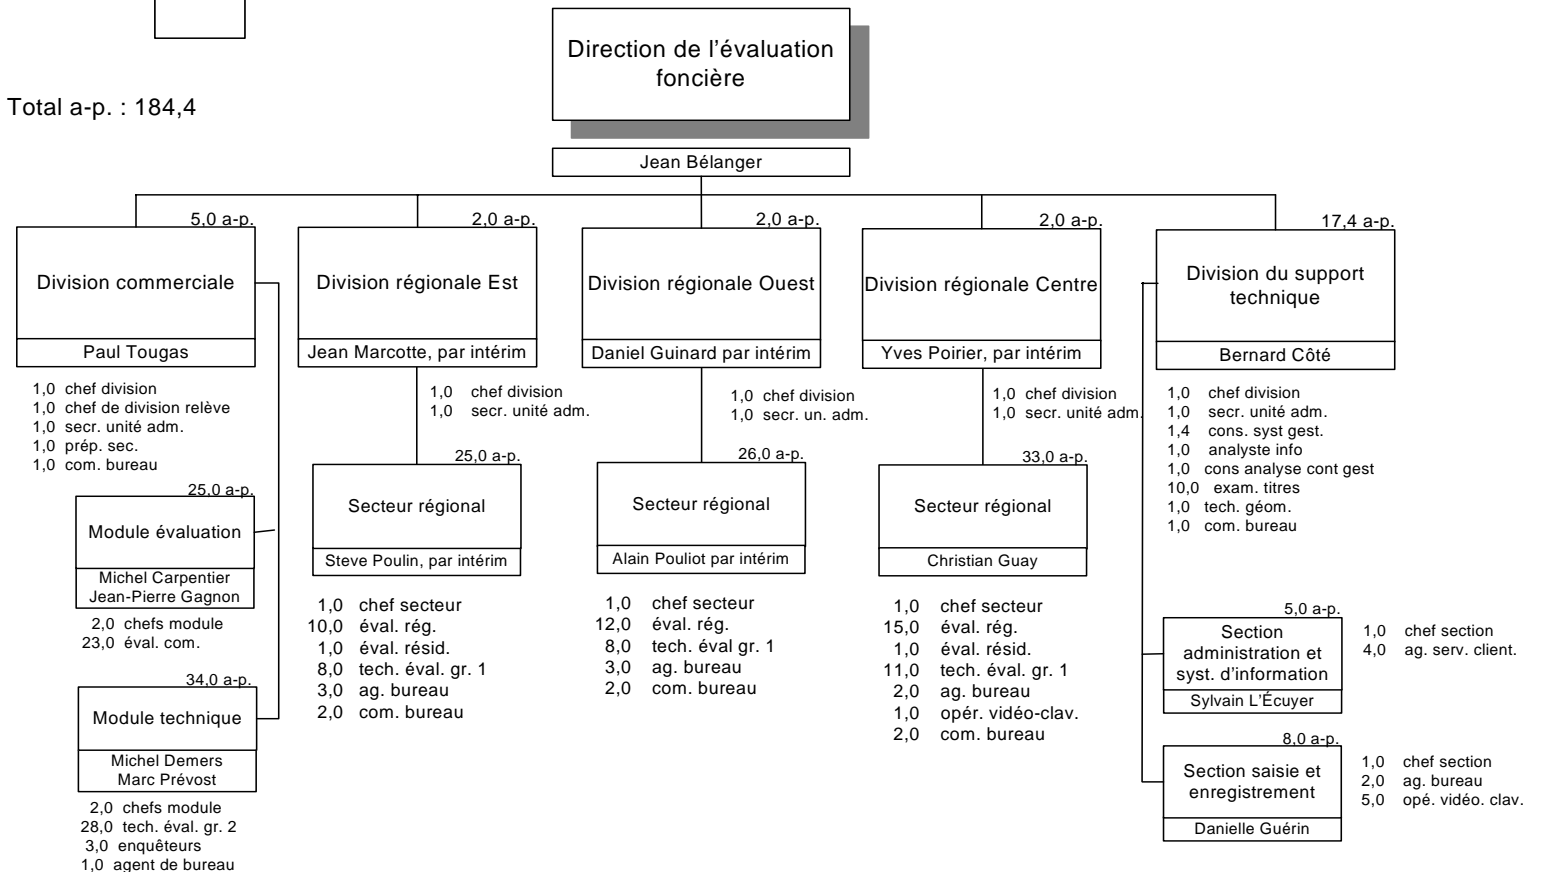 Direction de l'évaluation
foncière
Total a-p. : 184,4
Jean Bélanger
5,0 a-p.
Division commerciale
Paul Tougas
1,0 chef division
1,0 chef de division relève
1,0 secr. unité adm.
1,0 prép. sec.
1,0 com. bureau
25,0 a-p.
Module évaluation
Michel Carpentier
Jean-Pierre Gagnon
2,0 chefs module
23,0 éval. com.
34,0 a-p.
Module technique
Michel Demers
Marc Prévost
2,0 chefs module
28,0 tech. éval. gr. 2
3,0 enquêteurs
1,0 agent de bureau
2,0 a-p.
Division régionale Est
Jean Marcotte, par intérim
1,0 chef division
1,0 secr. unité adm.
25,0 a-p.
Secteur régional
Steve Poulin, par intérim
1,0 chef secteur
10,0 éval. rég.
1,0 éval. résid.
8,0 tech. éval. gr. 1
3,0 ag. bureau
2,0 com. bureau
2,0 a-p.
Division régionale Ouest
Daniel Guinard par intérim
1,0 chef division
1,0 secr. un. adm.
26,0 a-p.
Secteur régional
Alain Pouliot par intérim
1,0 chef secteur
12,0 éval. rég.
8,0 tech. éval gr. 1
3,0 ag. bureau
2,0 com. bureau
2,0 a-p.
Division régionale Centre
Yves Poirier, par intérim
1,0 chef division
1,0 secr. unité adm.
33,0 a-p.
Secteur régional
Christian Guay
1,0 chef secteur
15,0 éval. rég.
1,0 éval. résid.
11,0 tech. éval. gr. 1
2,0 ag. bureau
1,0 opér. vidéo-clav.
2,0 com. bureau
17,4 a-p.
Division du support
technique
Bernard Côté
1,0 chef division
1,0 secr. unité adm.
1,4 cons. syst gest.
1,0 analyste info
1,0 cons analyse cont gest
10,0 exam. titres
1,0 tech. géom.
1,0 com. bureau
5,0 a-p.
Section
administration et
syst. d'information
Sylvain L'Écuyer
1,0 chef section
4,0 ag. serv. client.
8,0 a-p.
Section saisie et
enregistrement
Danielle Guérin
1,0 chef section
2,0 ag. bureau
5,0 opé. vidéo. clav.